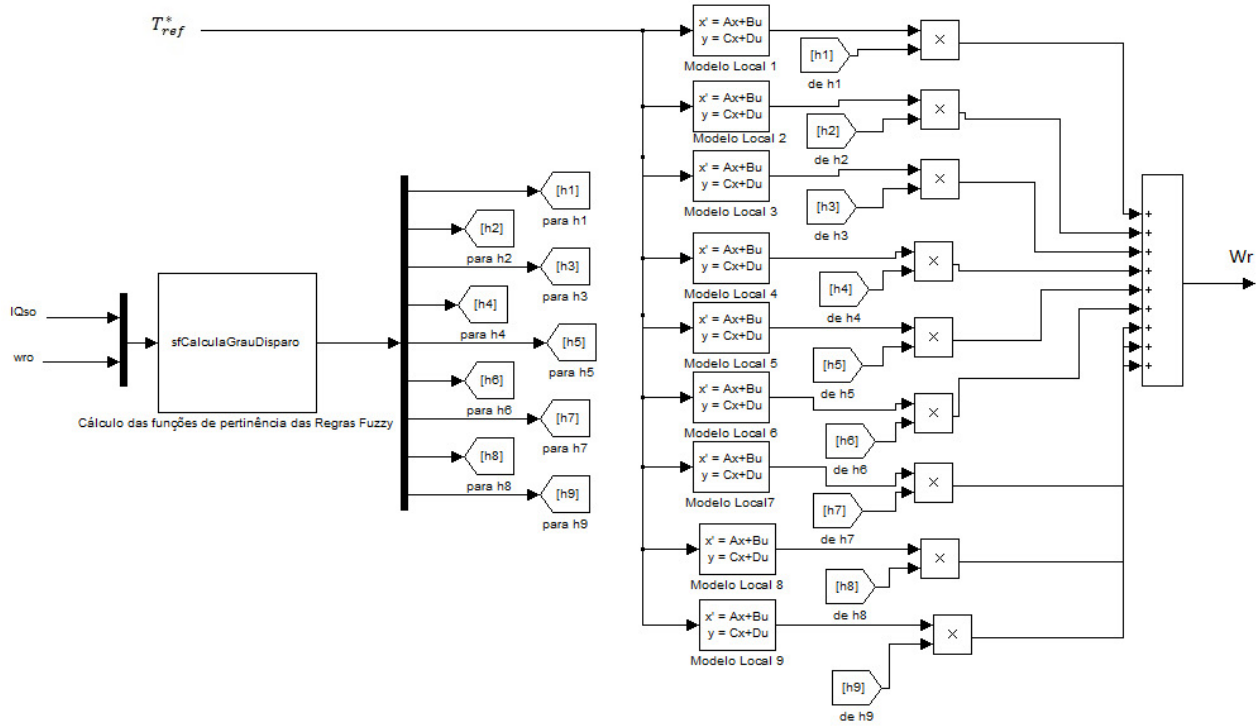 T*ref
x' = Ax+Bu
y = Cx+Du
Modelo Local 1
[h1]
de h1
×
x' = Ax+Bu
y = Cx+Du
Modelo Local 2
[h2]
de h2
×
x' = Ax+Bu
y = Cx+Du
Modelo Local 3
[h3]
de h3
×
x' = Ax+Bu
y = Cx+Du
Modelo Local 4
[h4]
de h4
×
x' = Ax+Bu
y = Cx+Du
Modelo Local 5
[h5]
de h5
×
x' = Ax+Bu
y = Cx+Du
Modelo Local 6
[h6]
de h6
×
x' = Ax+Bu
y = Cx+Du
Modelo Local7
[h7]
de h7
×
x' = Ax+Bu
y = Cx+Du
Modelo Local 8
[h8]
de h8
×
x' = Ax+Bu
y = Cx+Du
Modelo Local 9
[h9]
de h9
×
+
+
+
+
+
+
+
+
+
Wr
IQso
wro
sfCalculaGrauDisparo
Cálculo das funções de pertinência das Regras Fuzzy
[h1]
para h1
[h2]
para h2
[h3]
para h3
[h4]
para h4
[h5]
para h5
[h6]
para h6
[h7]
para h7
[h8]
para h8
[h9]
para h9